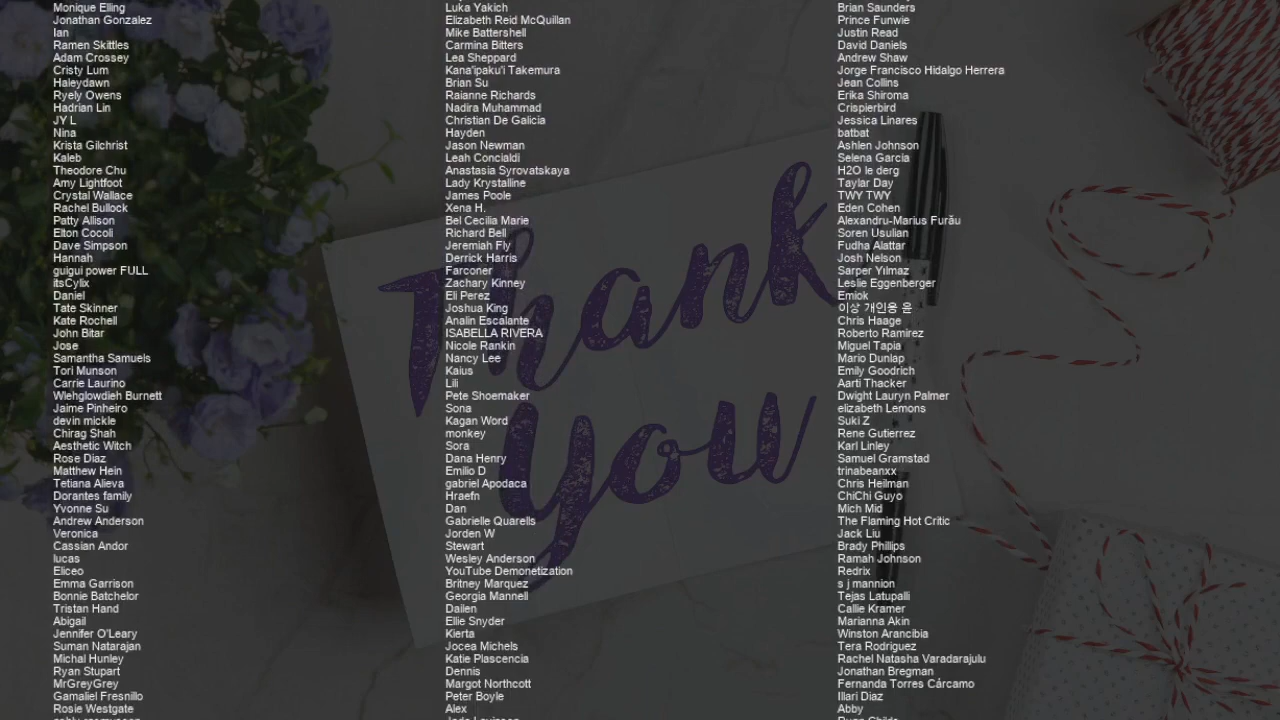 Monique Eling
Jonathan Gonzalez
Ian
Ramen Skittles
Adam Crossey
Cristy Lum
Haleydawn
Ryely Owens
Hadrian Lin
JY L
Nina
Krista Gilchrist
Kaleb
Theodore Chu
Amy Lightfoot
Crystal Wallace
Rachel Bullock
Patty Allison
Elton Cocoli
Dave Simpson
Hannah
guigui power FULL
itsCylix
Daniel
Tate Skinner
Kate Rochell
John Bitar
Jose
Samantha Samuels
Tori Munson
Carrie Laurino
Wlehglowdieh Burnett
Jaime Pinheiro
devin mickle
Chirag Shah
Aesthetic Witch
Rose Diaz
Matthew Hein
Tetiana Alieva
Dorantes family
Yvonne Su
Andrew Anderson
Veronica
Cassian Andor
lucas
Eliceo
Emma Garrison
Bonnie Batchelor
Tristan Hand
Abigail
Jennifer O'Leary
Suman Natarajan
Michal Hunley
Ryan Stupart
MrGreyGrey
Gamaliel Fresnillo
Rosie Westgate
Luka Yakich
Elizabeth Reid McQuillan
Mike Battershell
Carmina Bitters
Lea Sheppard
Kana'ipaku'i Takemura
Brian Su
Raianne Richards
Nadira Muhammad
Christian De Galicia
Hayden
Jason Newman
Leah Concialdi
Anastasia Syrovatskaya
Lady Krystalline
James Poole
Xena H.
Bel Cecilia Marie
Richard Bell
Jeremiah Fly
Derrick Harris
Farconer
Zachary Kinney
Eli Perez
Joshua King
Analin Escalante
ISABELLA RIVERA
Nicole Rankin
Nancy Lee
Kaius
Lili
Pete Shoemaker
Sona
Kagan Word
monkey
Sora
Dana Henry
Emilio D
gabriel Apodaca
Hraefn
Dan
Gabrielle Quarells
Jorden W
Stewart
Wesley Anderson
YouTube Demonetization
Britney Marquez
Georgia Mannell
Dailen
Ellie Snyder
Kierta
Jocea Michels
Katie Plascencia
Dennis
Margot Northcott
Peter Boyle
Alex
Brian Saunders
Prince Funwie
Justin Read
David Daniels
Andrew Shaw
Jorge Francisco Hidalgo Herrera
Jean Collins
Erika Shiroma
Crispierbird
Jessica Linares
batbat
Ashlen Johnson
Selena Garcia
H2O le derg
Taylar Day
TWY TWY
Eden Cohen
Alexandru-Marius Furău
Soren Usulian
Fudha Alattar
Josh Nelson
Sarper Yılmaz
Leslie Eggenberger
Emiok
이상 개인용 윤
Chris Haage
Roberto Ramírez
Miguel Tapia
Mario Dunlap
Emily Goodrich
Aarti Thacker
Dwight Lauryn Palmer
elizabeth Lemons
Suki Z
Rene Gutierrez
Karl Linley
Samuel Gramstad
trinabeanxx
Chris Heilman
ChiChi Guyo
Mich Mid
The Flaming Hot Critic
Jack Liu
Brady Phillips
Ramah Johnson
Redrix
s j mannion
Tejas Latupalli
Callie Kramer
Marianna Akin
Winston Arancibia
Tera Rodriguez
Rachel Natasha Varadarajulu
Jonathan Bregman
Fernanda Torres Cárcamo
Illari Diaz
Abby
Thank
you